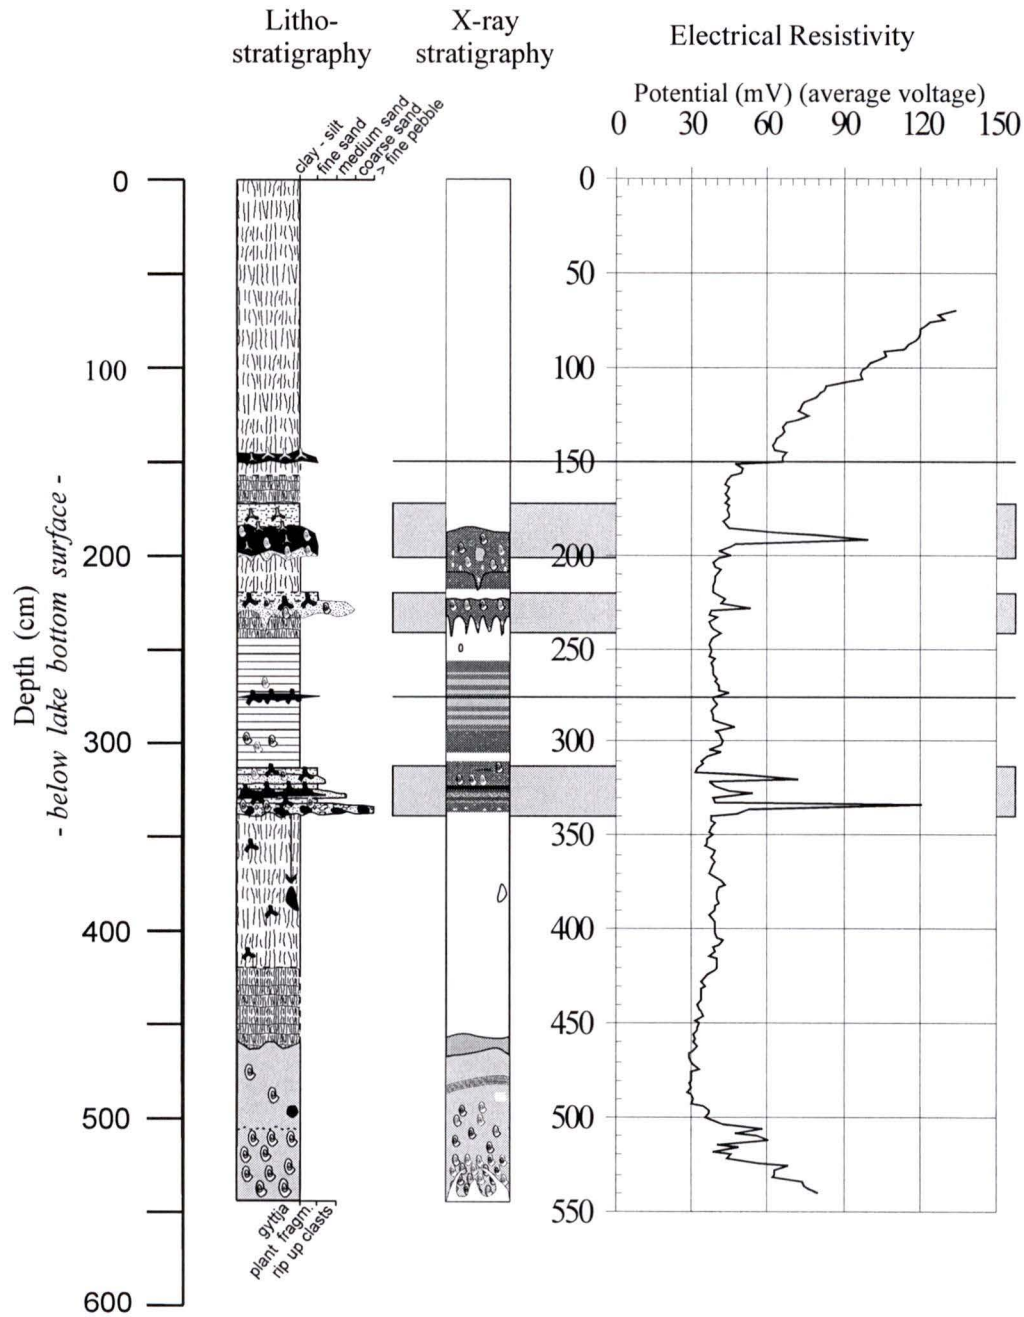 Litho-
stratigraphy
X-ray
stratigraphy
Electrical Resistivity
Potential (mV) (average voltage)
0 30 60 90 120 150
clay - silt
fine sand
medium sand
coarse sand
> fine pebble
Depth (cm)
- below lake bottom surface -
0
100
200
300
400
500
600
0
50
100
150
200
250
300
350
400
450
500
550
gyttja
plant fragm.
rip up clasts